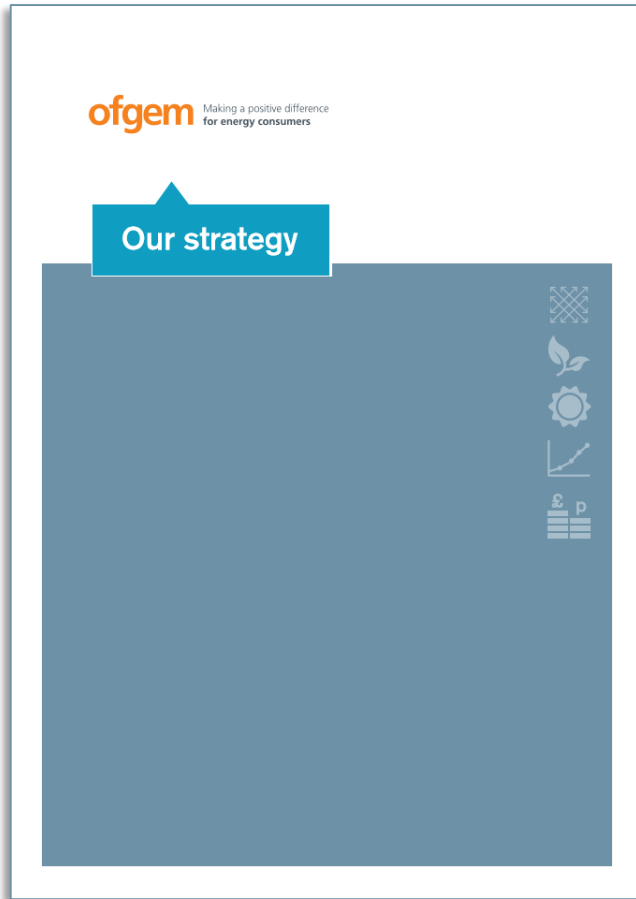 ofgem
Making a positive difference
for energy consumers
Our strategy
£ p